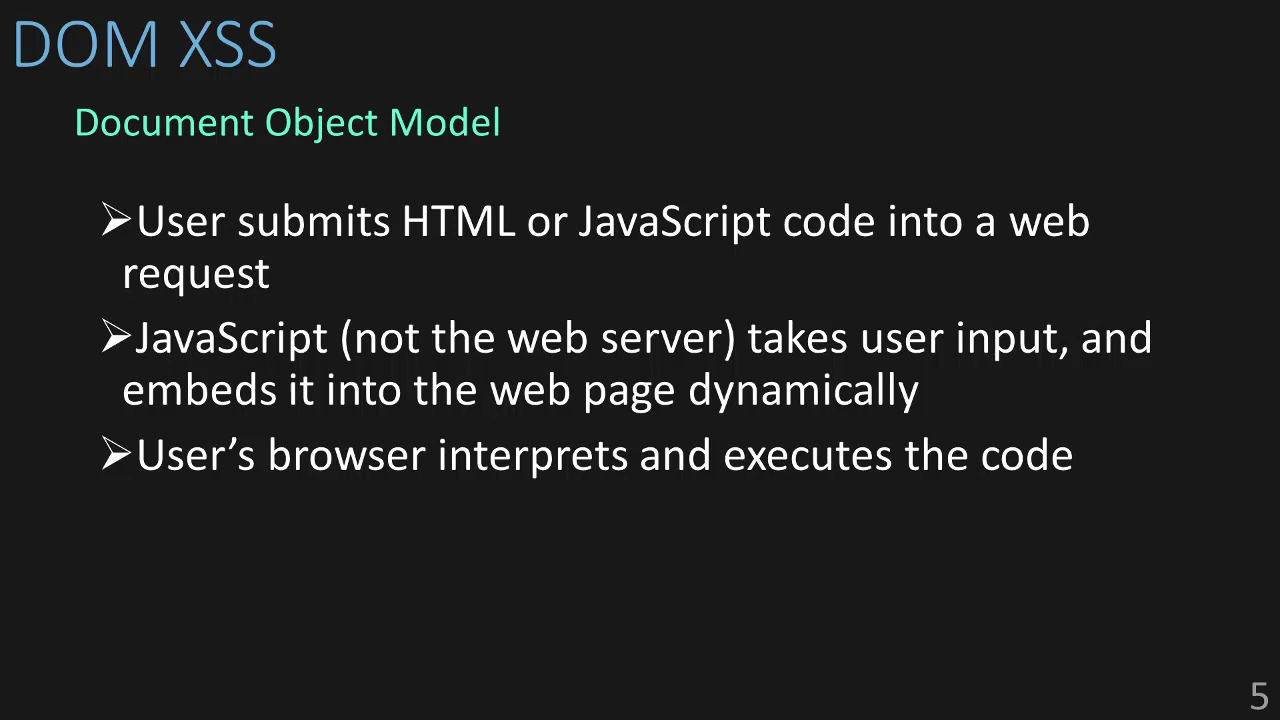 DOM XSS
Document Object Model
➢User submits HTML or JavaScript code into a web
request
➢JavaScript (not the web server) takes user input, and
embeds it into the web page dynamically
➢User’s browser interprets and executes the code
5